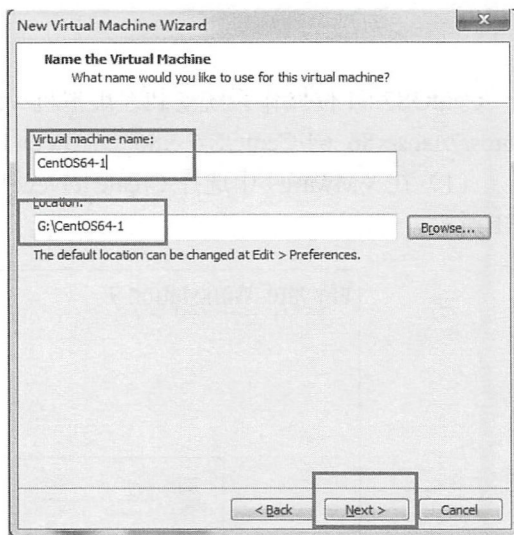 New Virtual Machine Wizard
Name the Virtual Machine
What name would you like to use for this virtual machine?
Virtual machine name:
CentOS64-1
Location:
G:\CentOS64-1
Browse...
The default location can be changed at Edit > Preferences.
< Back Next > Cancel